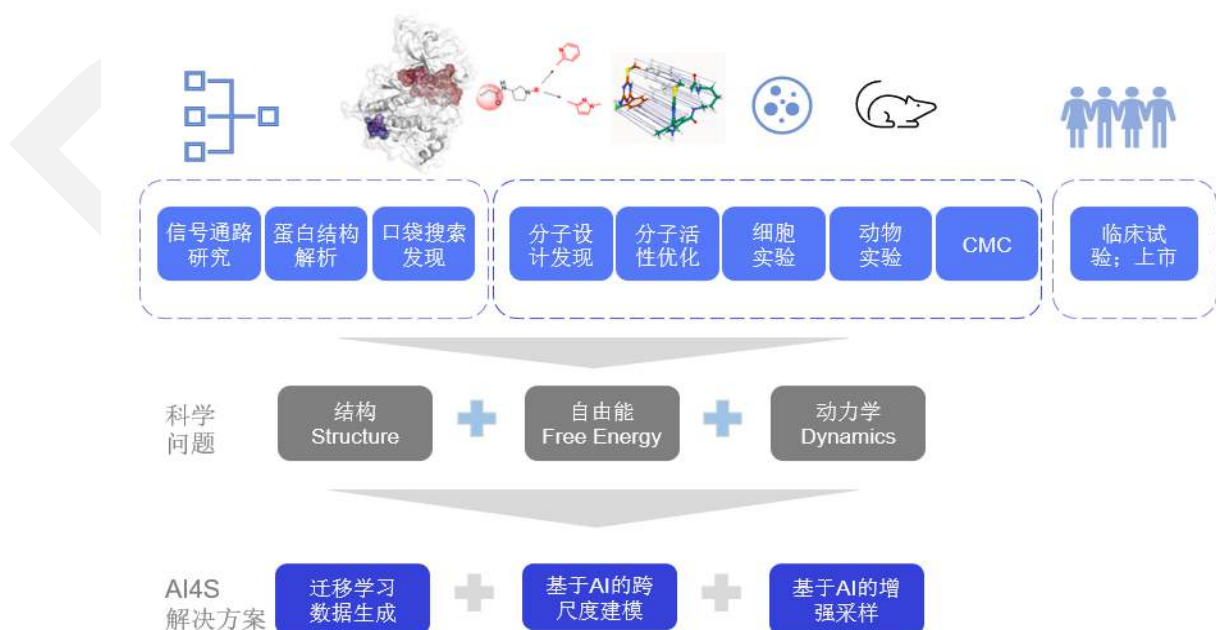 信号通路
研究
蛋白结构
解析
口袋搜索
发现
分子设
计发现
分子活
性优化
细胞
实验
动物
实验
CMC
临床试
验；上市
科学
问题
结构
Structure
自由能
Free Energy
动力学
Dynamics
AI4S
解决方案
迁移学习
数据生成
基于AI的跨
尺度建模
基于AI的增
强采样